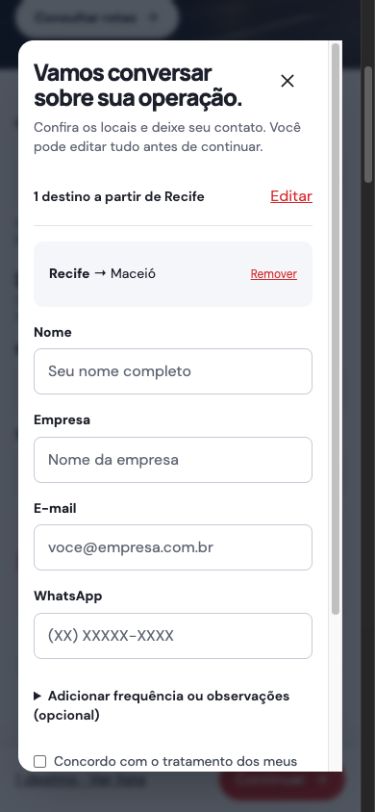 Consultar rotas
Vamos conversar
sobre sua operação.
Confira os locais e deixe seu contato. Você
pode editar tudo antes de continuar.
1 destino a partir de Recife
Editar
Recife → Maceió
Remover
Nome
Seu nome completo
Empresa
Nome da empresa
E-mail
voce@empresa.com.br
WhatsApp
(XX) XXXXX-XXXX
▶ Adicionar frequência ou observações
(opcional)
Concordo com o tratamento dos meus